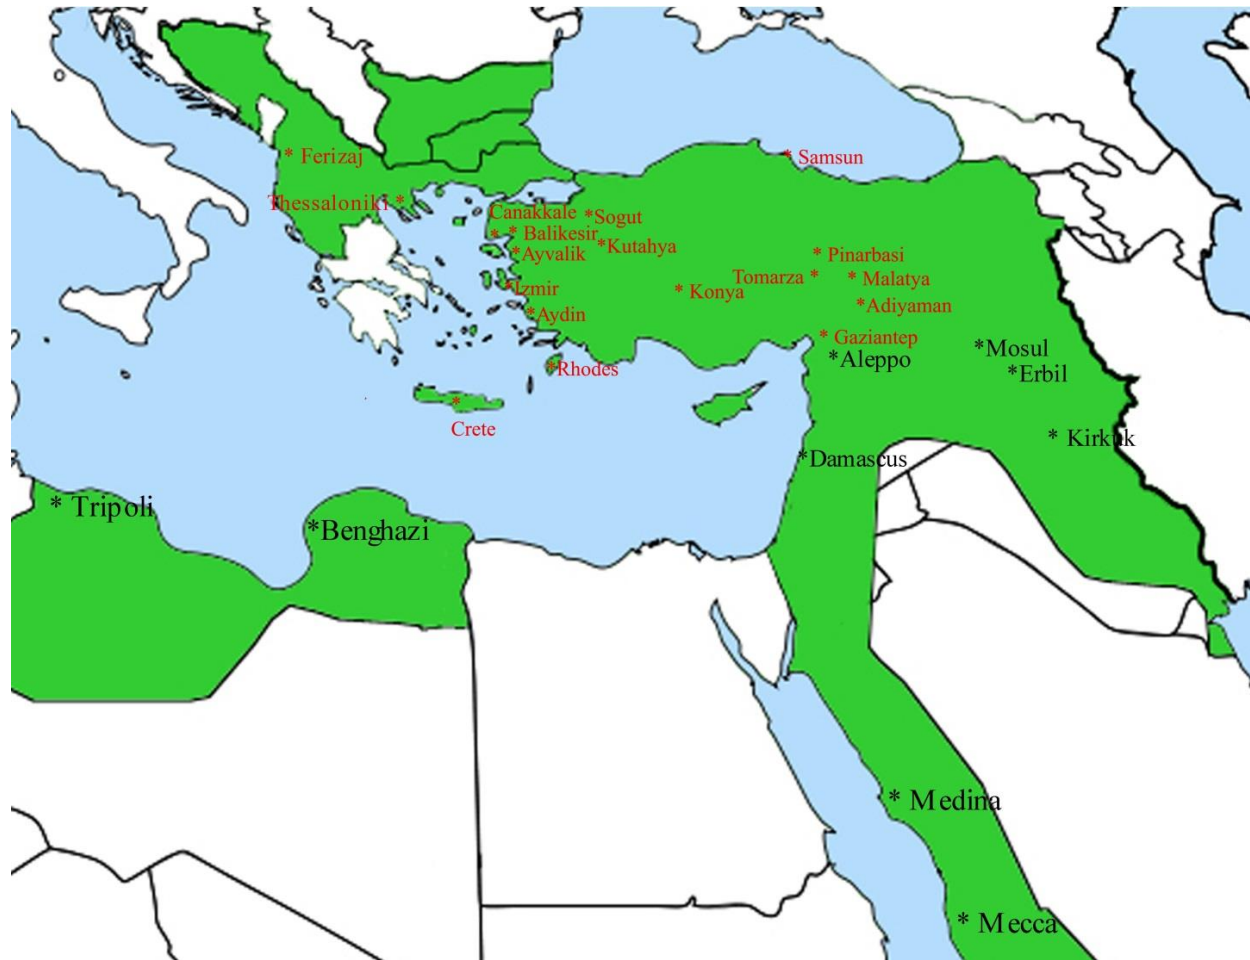 * Ferizaj
* Samsun
Thessaloniki *
Canakkale
*
*Sogut
* Balikesir
*Kutahya
*Ayvalik
* Pinarbasi
Tomarza *
* Malatya
*Izmir
* Konya
*Adiyaman
*Aydin
* Gaziantep
*Aleppo
*Mosul
*Erbil
*Rhodes
*
Crete
* Kirkuk
*Damascus
* Tripoli
*Benghazi
* Medina
* Mecca